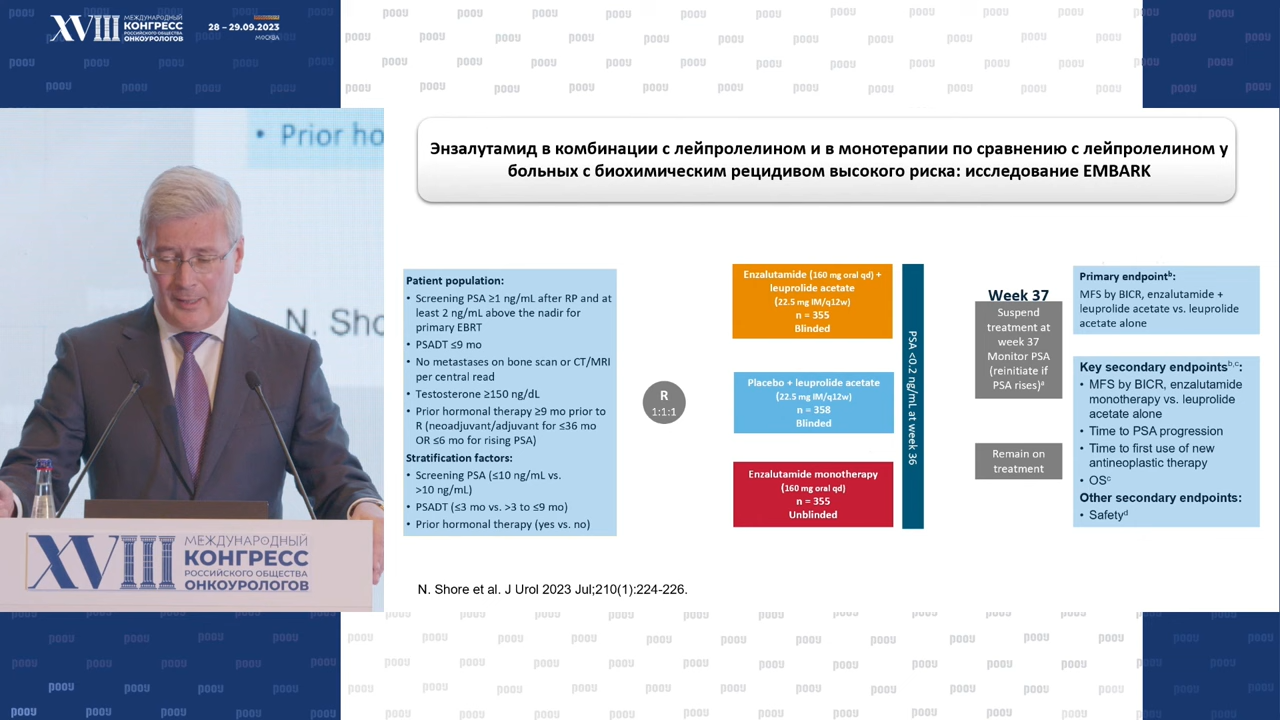 XVIII
МЕЖДУНАРОДНЫЙ
КОНГРЕСС
РОССИЙСКОГО ОБЩЕСТВА
ОНКОУРОЛОГОВ
28 – 29.09.2023
МОСКВА
• Prior ho
N. Sho
XVIII
МЕЖДУНАРОДНЫЙ
КОНГРЕСС
РОССИЙСКОГО ОБЩЕСТВА
ОНКОУРОЛОГОВ
Энзалутамид в комбинации с лейпролелином и в монотерапии по сравнению с лейпролелином у
больных с биохимическим рецидивом высокого риска: исследование EMBARK
Patient population:
• Screening PSA ≥1 ng/mL after RP and at
least 2 ng/mL above the nadir for
primary EBRT
• PSADT ≤9 mo
• No metastases on bone scan or CT/MRI
per central read
• Testosterone ≥150 ng/dL
• Prior hormonal therapy ≥9 mo prior to
R (neoadjuvant/adjuvant for ≤36 mo
OR ≤6 mo for rising PSA)
Stratification factors:
• Screening PSA (≤10 ng/mL vs.
>10 ng/mL)
• PSADT (≤3 mo vs. >3 to ≤9 mo)
• Prior hormonal therapy (yes vs. no)
R
1:1:1
Enzalutamide (160 mg oral qd) +
leuprolide acetate
(22.5 mg IM/q12w)
n = 355
Blinded
Placebo + leuprolide acetate
(22.5 mg IM/q12w)
n = 358
Blinded
Enzalutamide monotherapy
(160 mg oral qd)
n = 355
Unblinded
PSA <0.2 ng/mL at week 36
Week 37
Suspend
treatment at
week 37
Monitor PSA
(reinitiate if
PSA rises)ᵃ
Remain on
treatment
Primary endpointᵇ:
MFS by BICR, enzalutamide +
leuprolide acetate vs. leuprolide
acetate alone
Key secondary endpointsᵇ,ᶜ:
• MFS by BICR, enzalutamide
monotherapy vs. leuprolide
acetate alone
• Time to PSA progression
• Time to first use of new
antineoplastic therapy
• OSᶜ
Other secondary endpoints:
• Safetyᵈ
N. Shore et al. J Urol 2023 Jul;210(1):224-226.